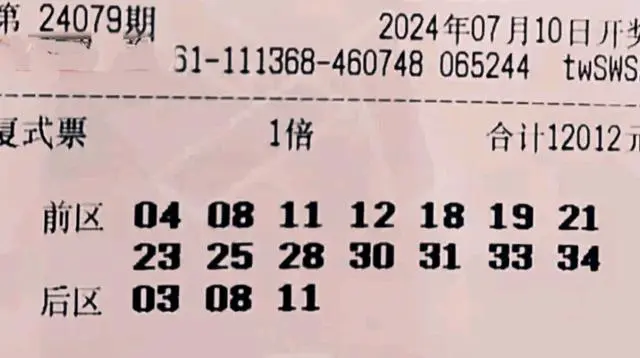 第 24079期 2024年07月10日开奖
61-111368-460748 065244 twSWS
复式票 1倍 合计12012元
前区 04 08 11 12 18 19 21
23 25 28 30 31 33 34
后区 03 08 11